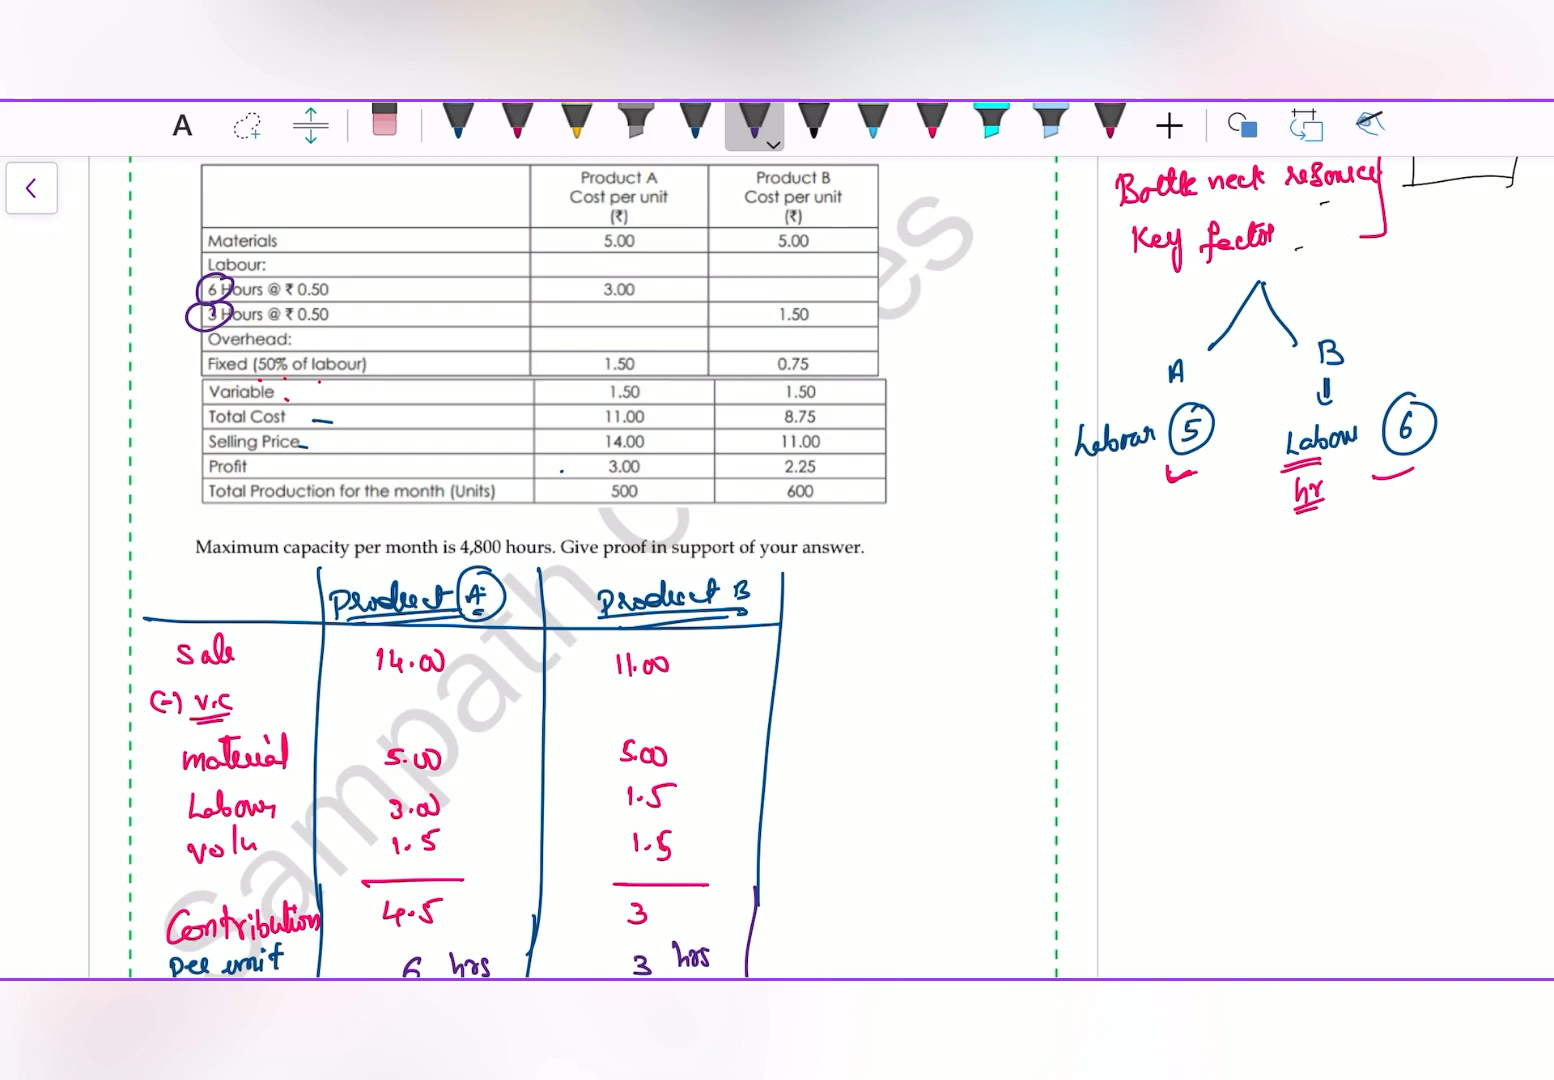 A
Product A Product B
Cost per unit Cost per unit
(₹) (₹)
Materials 5.00 5.00
Labour:
6 Hours @ ₹ 0.50 3.00
3 Hours @ ₹ 0.50 1.50
Overhead:
Fixed (50% of labour) 1.50 0.75
Variable 1.50 1.50
Total Cost 11.00 8.75
Selling Price 14.00 11.00
Profit 3.00 2.25
Total Production for the month (Units) 500 600
Maximum capacity per month is 4,800 hours. Give proof in support of your answer.
Product A Product B
Sale 14.00 11.00
(-) V.C
material 5.00 5.00
Labour 3.00 1.5
1.5 1.5
Contribution 4.5 3
Per unit 6 hrs 3 hrs
Bottle neck
Key factor
A B
Labour 5 Labour 6
hr
Sampath